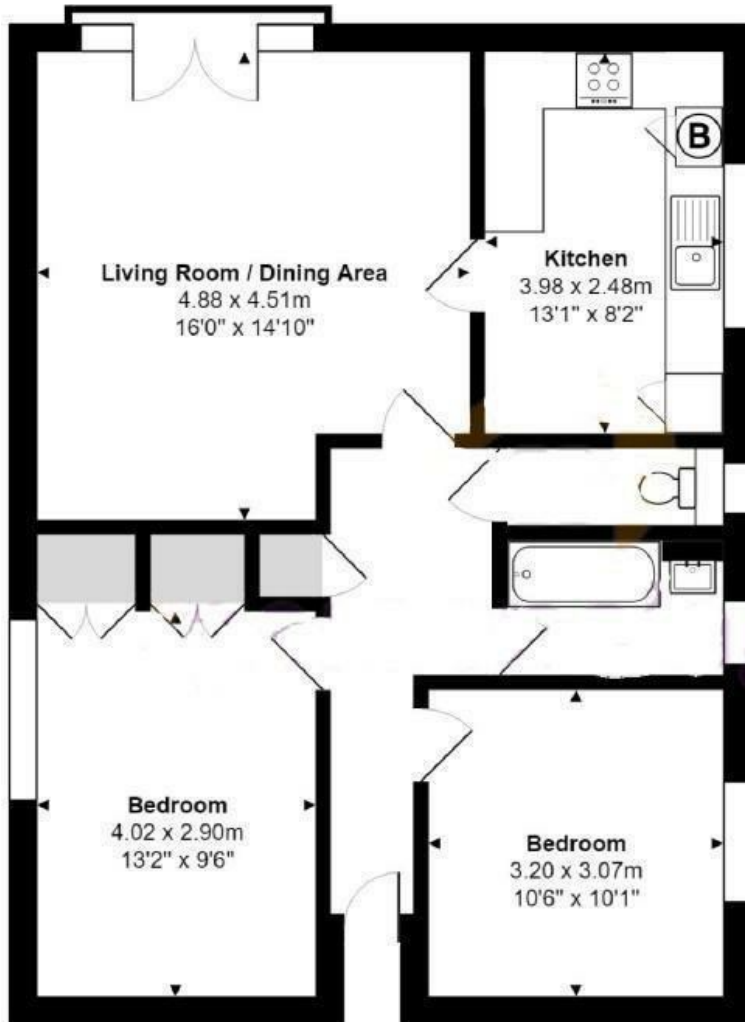 B
Kitchen
3.98 x 2.48m
13'1" x 8'2"
Living Room / Dining Area
4.88 x 4.51m
16'0" x 14'10"
Bedroom
4.02 x 2.90m
13'2" x 9'6"
Bedroom
3.20 x 3.07m
10'6" x 10'1"